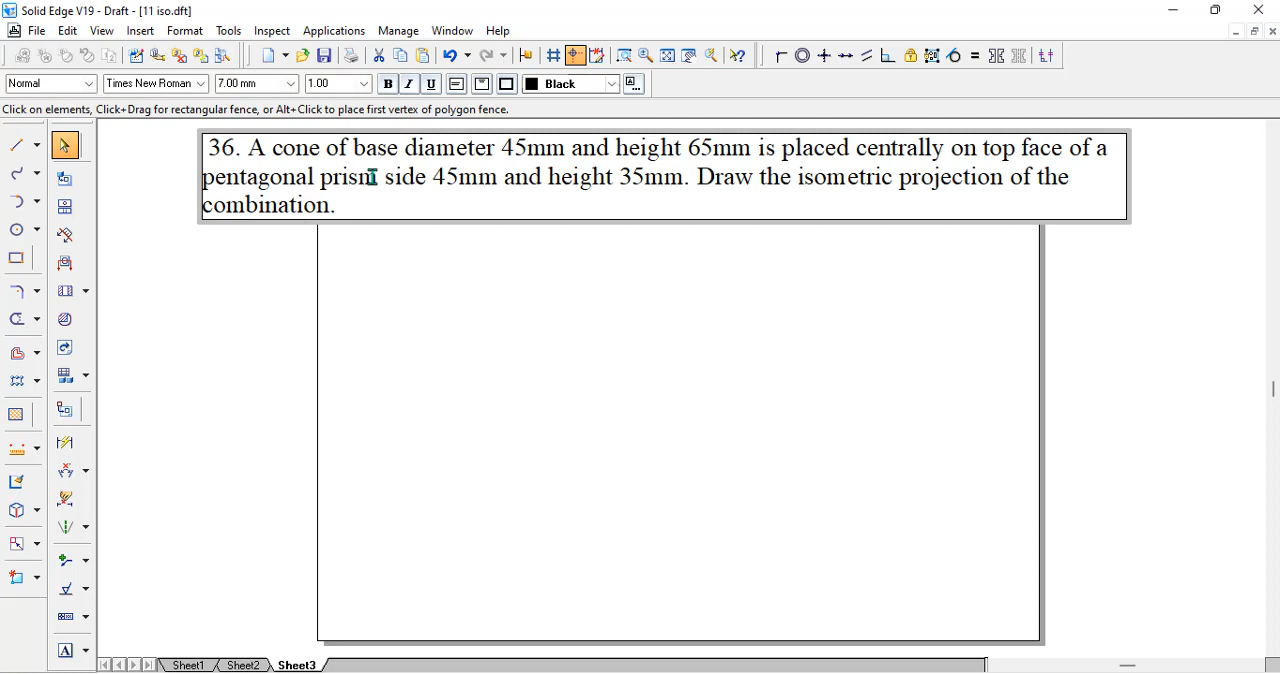 Solid Edge V19 - Draft - [11 iso.dft]
File Edit View Insert Format Tools Inspect Applications Manage Window Help
Normal Times New Roman 7.00 mm 1.00 B I U Black A...
Click on elements, Click+Drag for rectangular fence, or Alt+Click to place first vertex of polygon fence.
36. A cone of base diameter 45mm and height 65mm is placed centrally on top face of a
pentagonal prism side 45mm and height 35mm. Draw the isometric projection of the
combination.
A
Sheet1 Sheet2 Sheet3